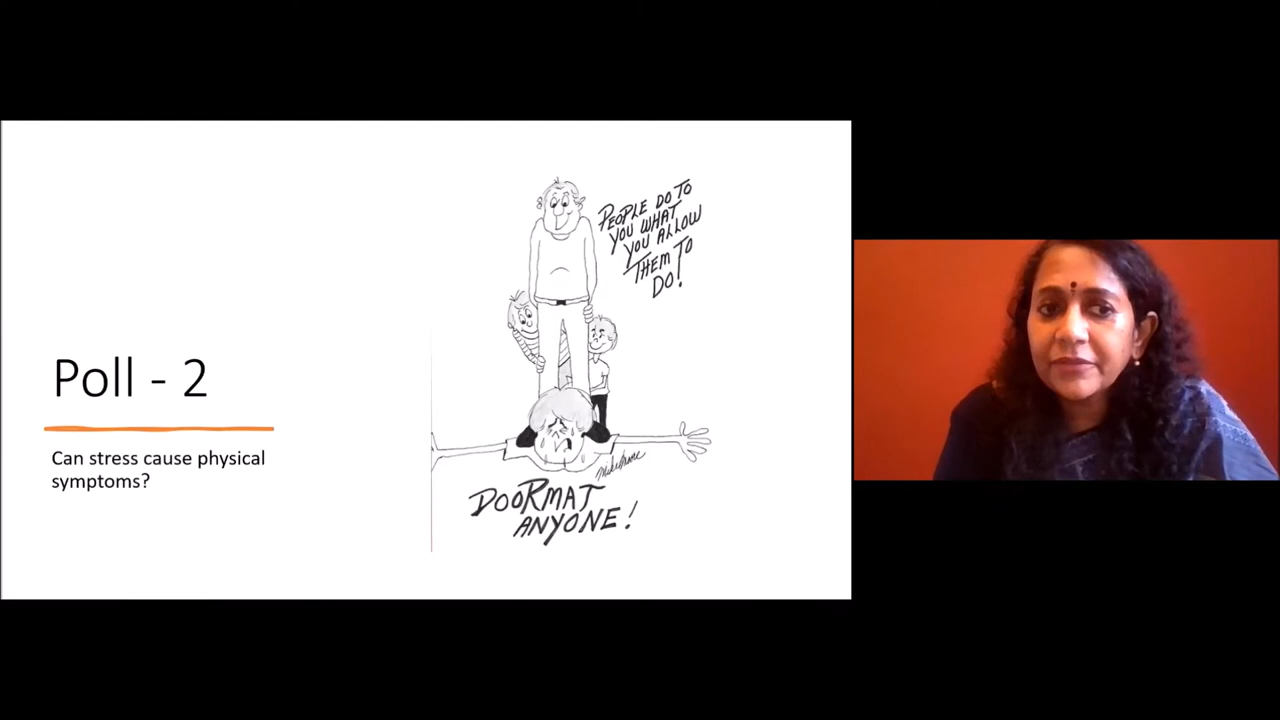 Poll - 2
Can stress cause physical
symptoms?
PEOPLE DO TO
YOU WHAT
YOU ALLOW
THEM TO
DO!
DOORMAT
ANYONE!